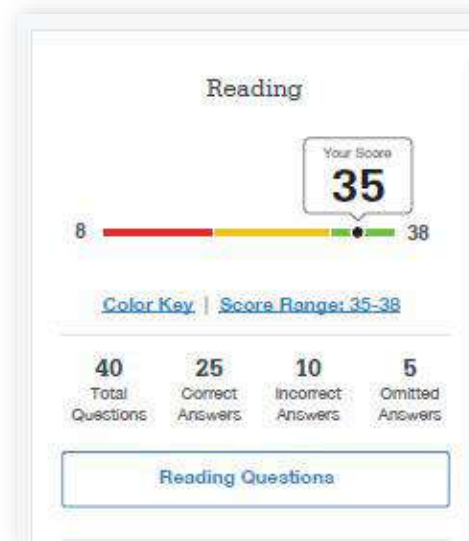 Reading
Your Score
35
8
38
Color Key | Score Range: 35-38
40 25 10 5
Total Correct Incorrect Omitted
Questions Answers Answers Answers
Reading Questions